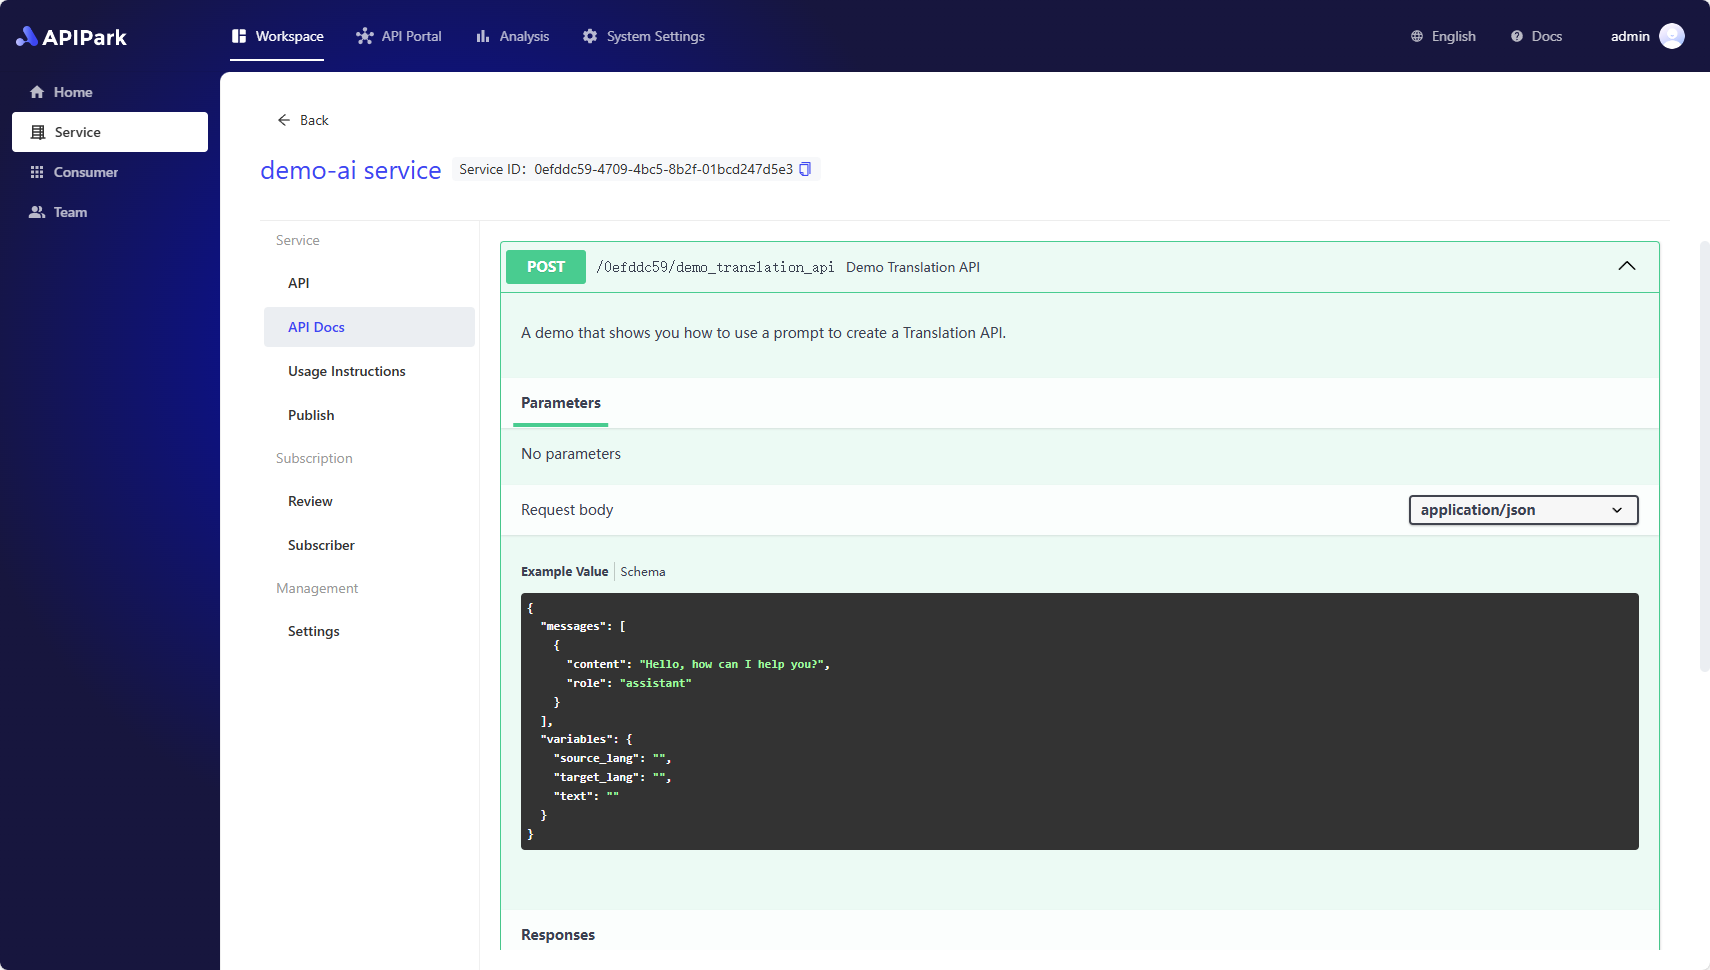 APIPark
Workspace
API Portal
Analysis
System Settings
English
Docs
admin
Home
Service
Consumer
Team
Back
demo-ai service
Service ID: 0efddc59-4709-4bc5-8b2f-01bcd247d5e3
Service
API
API Docs
Usage Instructions
Publish
Subscription
Review
Subscriber
Management
Settings
POST /0efddc59/demo_translation_api Demo Translation API
A demo that shows you how to use a prompt to create a Translation API.
Parameters
No parameters
Request body
application/json
Example Value | Schema
{
  "messages": [
    {
      "content": "Hello, how can I help you?",
      "role": "assistant"
    }
  ],
  "variables": {
    "source_lang": "",
    "target_lang": "",
    "text": ""
  }
}
Responses